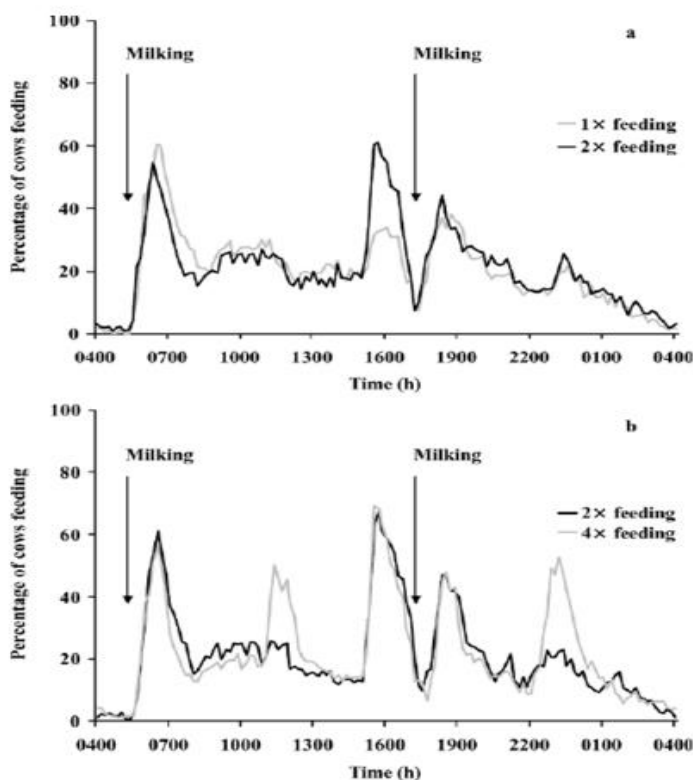 100
a
Milking
Milking
80
1× feeding
2× feeding
60
40
20
0
Percentage of cows feeding
0400 0700 1000 1300 1600 1900 2200 0100 0400
Time (h)
100
b
Milking
Milking
80
2× feeding
4× feeding
60
40
20
0
Percentage of cows feeding
0400 0700 1000 1300 1600 1900 2200 0100 0400
Time (h)